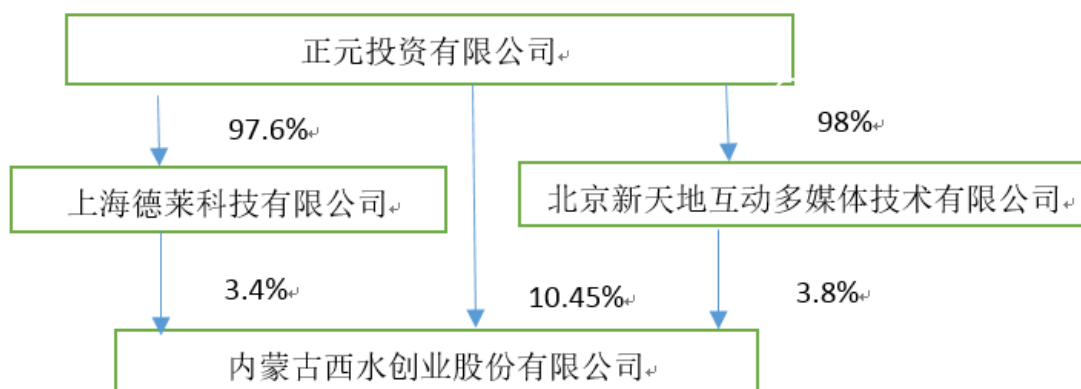 正元投资有限公司
97.6%
98%
上海德莱科技有限公司
北京新天地互动多媒体技术有限公司
3.4%
10.45%
3.8%
内蒙古西水创业股份有限公司